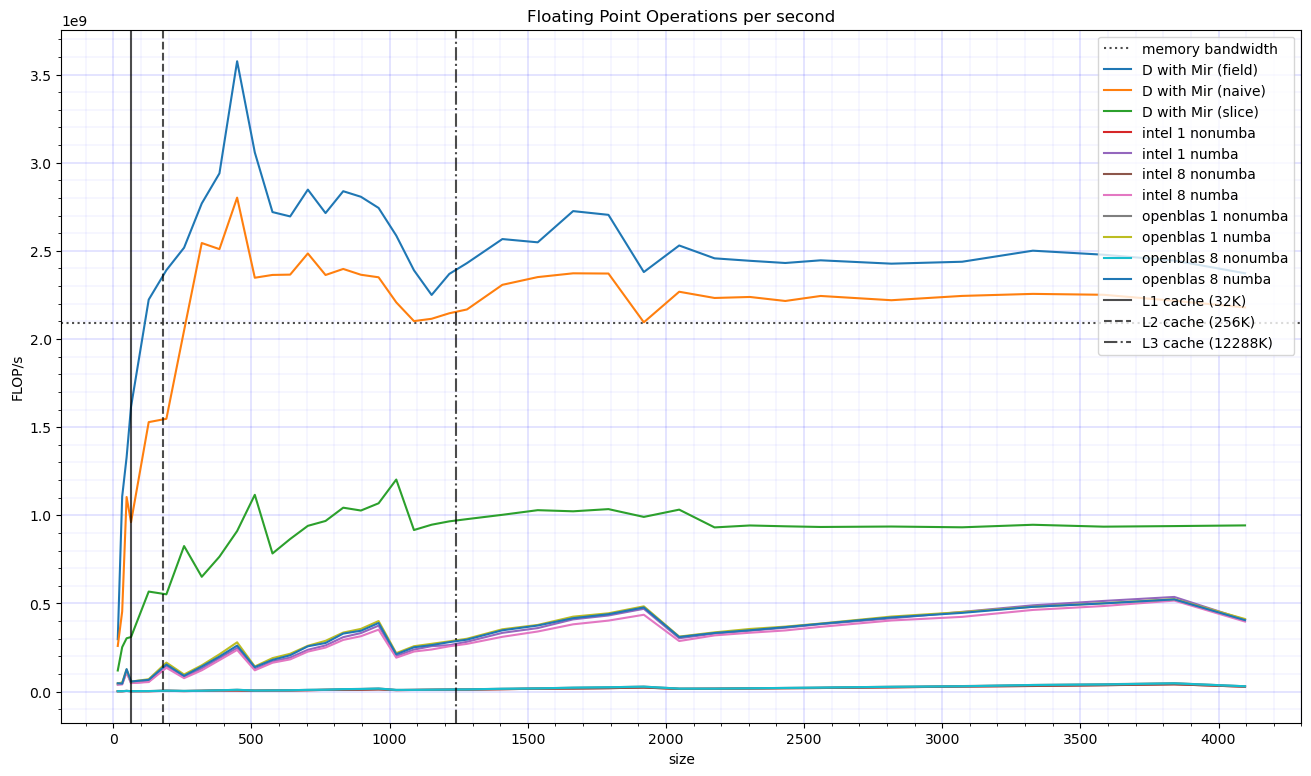 Floating Point Operations per second
1e9
3.5
3.0
2.5
2.0
1.5
1.0
0.5
0.0
FLOP/s
memory bandwidth
D with Mir (field)
D with Mir (naive)
D with Mir (slice)
intel 1 nonumba
intel 1 numba
intel 8 nonumba
intel 8 numba
openblas 1 nonumba
openblas 1 numba
openblas 8 nonumba
openblas 8 numba
L1 cache (32K)
L2 cache (256K)
L3 cache (12288K)
0 500 1000 1500 2000 2500 3000 3500 4000
size